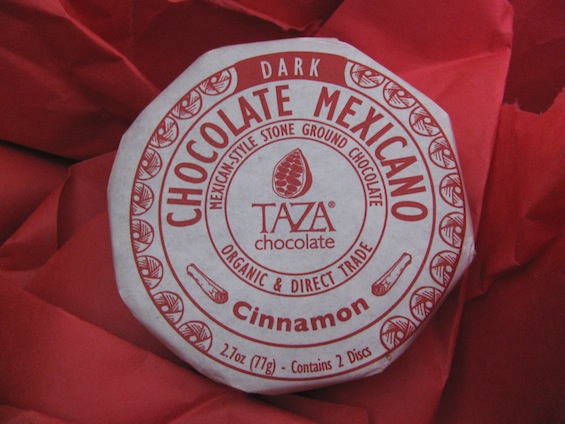 DARK
CHOCOLATE MEXICANO
MEXICAN-STYLE STONE GROUND CHOCOLATE
TAZA®
chocolate
ORGANIC & DIRECT TRADE
Cinnamon
2.7oz (77g) - Contains 2 Discs